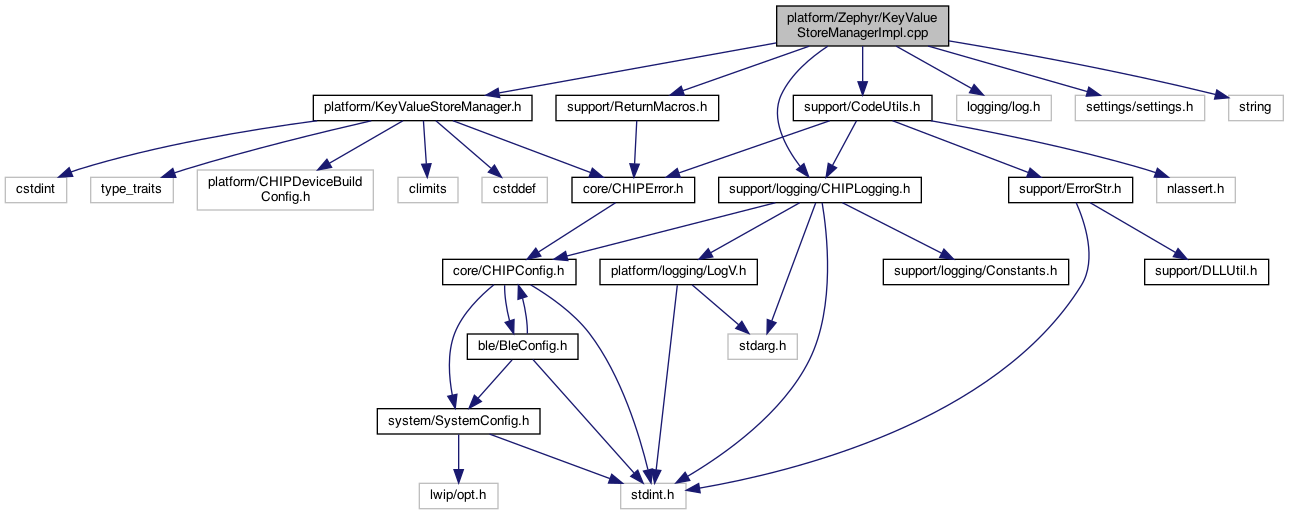 platform/Zephyr/KeyValue
StoreManagerImpl.cpp
platform/KeyValueStoreManager.h
support/ReturnMacros.h
support/CodeUtils.h
logging/log.h
settings/settings.h
string
cstdint
type_traits
platform/CHIPDeviceBuild
Config.h
climits
cstddef
core/CHIPError.h
support/logging/CHIPLogging.h
support/ErrorStr.h
nlassert.h
core/CHIPConfig.h
platform/logging/LogV.h
support/logging/Constants.h
support/DLLUtil.h
ble/BleConfig.h
stdarg.h
system/SystemConfig.h
lwip/opt.h
stdint.h